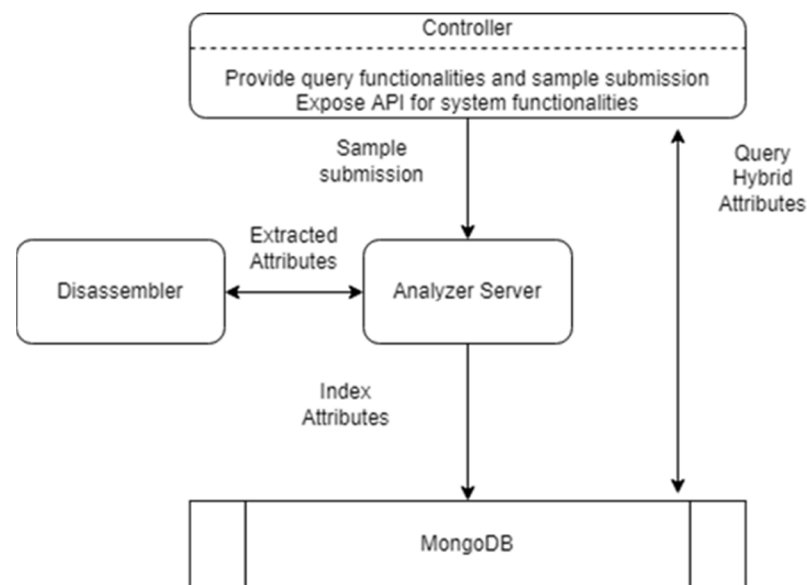 Controller
Provide query functionalities and sample submission
Expose API for system functionalities
Sample
submission
Query
Hybrid
Attributes
Extracted
Attributes
Disassembler
Analyzer Server
Index
Attributes
MongoDB